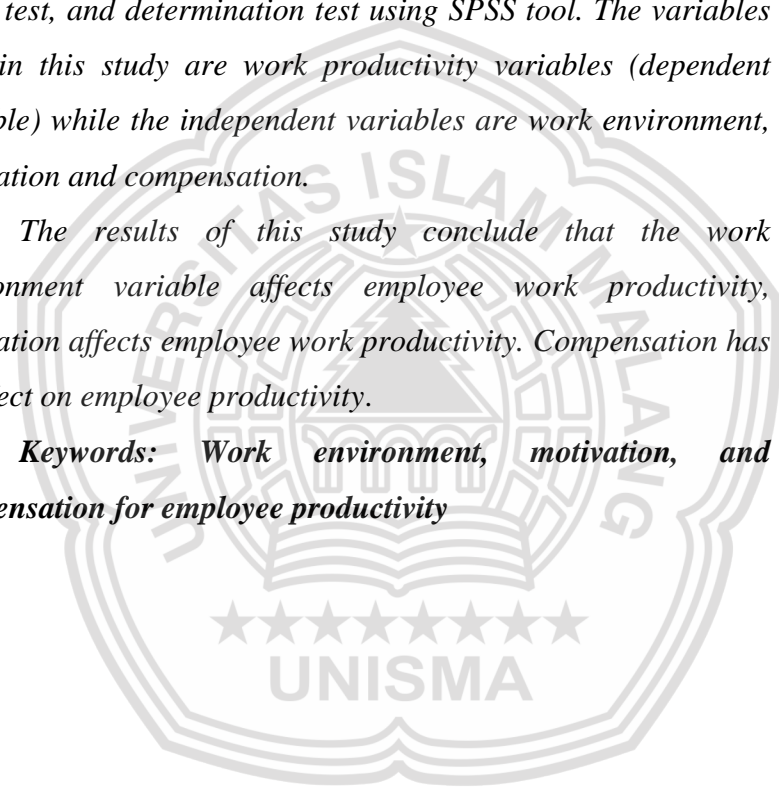 test, and determination test using SPSS tool. The variables
in this study are work productivity variables (dependent
ble) while the independent variables are work environment,
ation and compensation.
The results of this study conclude that the work
onment variable affects employee work productivity,
ation affects employee work productivity. Compensation has
ect on employee productivity.
Keywords: Work environment, motivation, and
ensation for employee productivity
UNIVERSITAS ISLAM MALANG
UNISMA